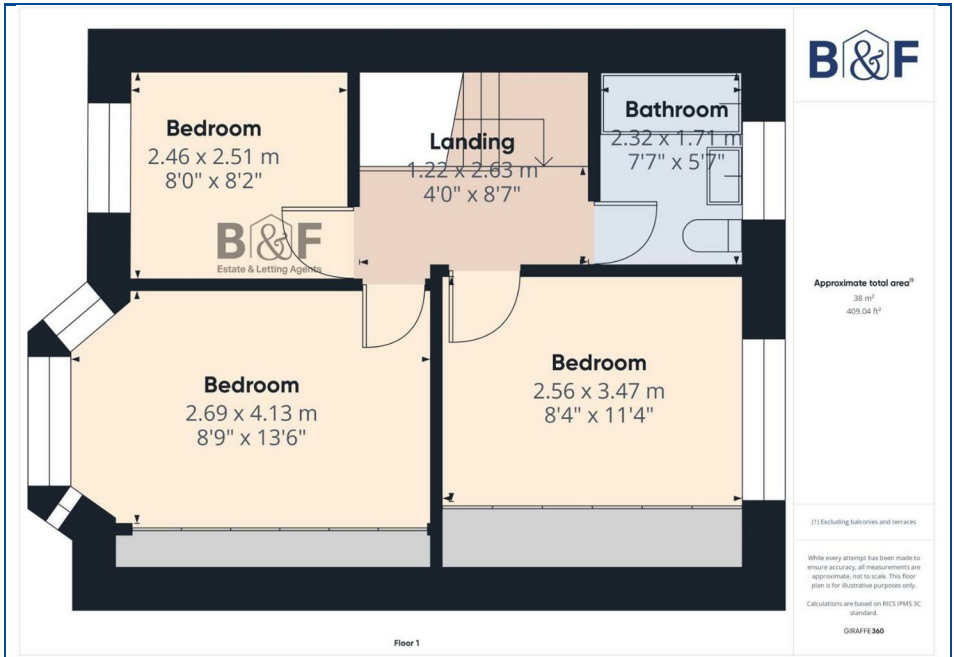 B&F
Bedroom
2.46 x 2.51 m
8'0" x 8'2"
Landing
1.22 x 2.63 m
4'0" x 8'7"
Bathroom
2.32 x 1.71 m
7'7" x 5'7"
B&F
Estate & Letting Agents
Bedroom
2.69 x 4.13 m
8'9" x 13'6"
Bedroom
2.56 x 3.47 m
8'4" x 11'4"
Floor 1
Approximate total area(1)
38 m²
409.04 ft²
(1) Excluding balconies and terraces
While every attempt has been made to
ensure accuracy, all measurements are
approximate, not to scale. This floor
plan is for illustrative purposes only.
Calculations are based on RICS IPMS 3C
standard.
GIRAFFE360